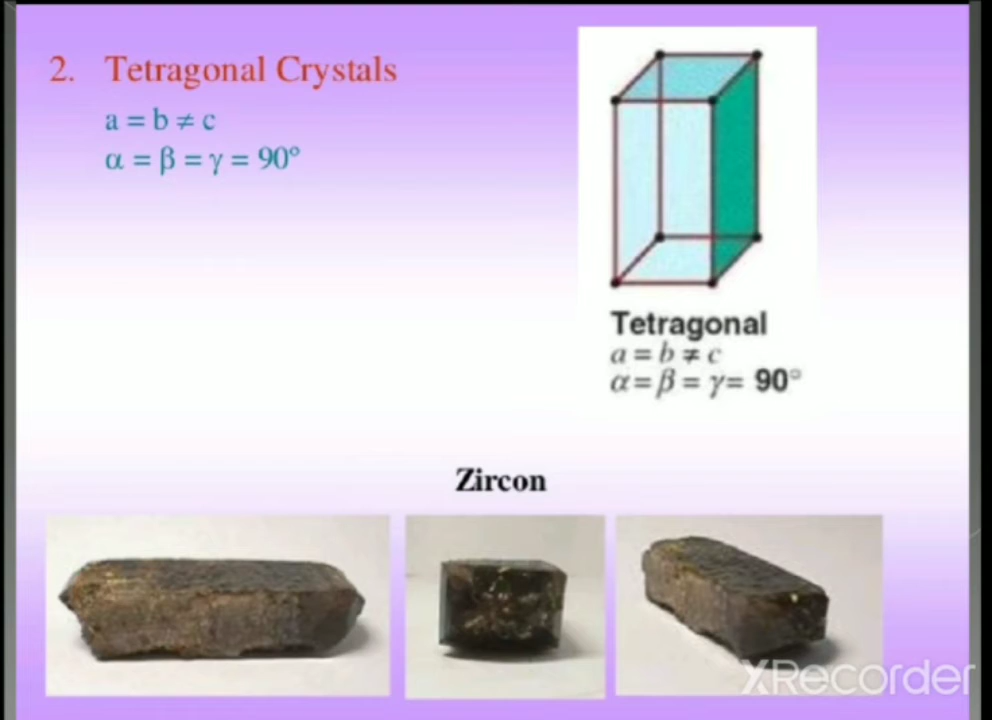 2. Tetragonal Crystals
a = b ≠ c
α = β = γ = 90°
Tetragonal
a = b ≠ c
α = β = γ = 90°
Zircon
XRecorder